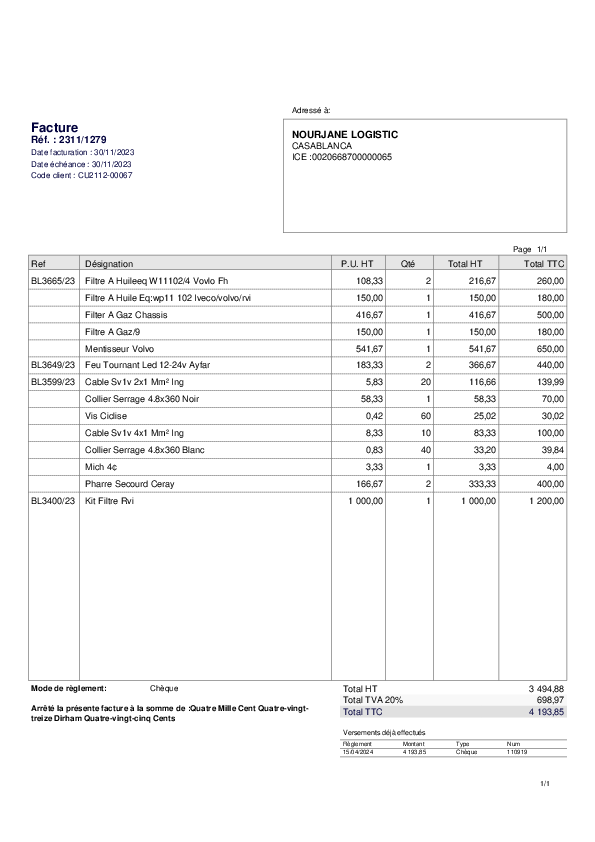 Adressé à:
Facture
Réf. : 2311/1279
Date facturation : 30/11/2023
Date échéance : 30/11/2023
Code client : CU2112-00067
NOURJANE LOGISTIC
CASABLANCA
ICE :0020668700000065
Page 1/1
Ref Désignation P.U. HT Qté Total HT Total TTC
BL3665/23 Filtre A Huileeq W11102/4 Vovlo Fh 108,33 2 216,67 260,00
Filtre A Huile Eq:wp11 102 Iveco/volvo/rvi 150,00 1 150,00 180,00
Filter A Gaz Chassis 416,67 1 416,67 500,00
Filtre A Gaz/9 150,00 1 150,00 180,00
Mentisseur Volvo 541,67 1 541,67 650,00
BL3649/23 Feu Tournant Led 12-24v Ayfar 183,33 2 366,67 440,00
BL3599/23 Cable Sv1v 2x1 Mm² Ing 5,83 20 116,66 139,99
Collier Serrage 4.8x360 Noir 58,33 1 58,33 70,00
Vis Ciclise 0,42 60 25,02 30,02
Cable Sv1v 4x1 Mm² Ing 8,33 10 83,33 100,00
Collier Serrage 4.8x360 Blanc 0,83 40 33,20 39,84
Mich 4¢ 3,33 1 3,33 4,00
Pharre Secourd Ceray 166,67 2 333,33 400,00
BL3400/23 Kit Filtre Rvi 1 000,00 1 1 000,00 1 200,00
Mode de règlement: Chèque
Total HT 3 494,88
Total TVA 20% 698,97
Total TTC 4 193,85
Arrêté la présente facture à la somme de :Quatre Mille Cent Quatre-vingt-
treize Dirham Quatre-vingt-cinq Cents
Versements déjà effectués
Règlement Montant Type Num
15/04/2024 4 193,85 Chèque 110919
1/1